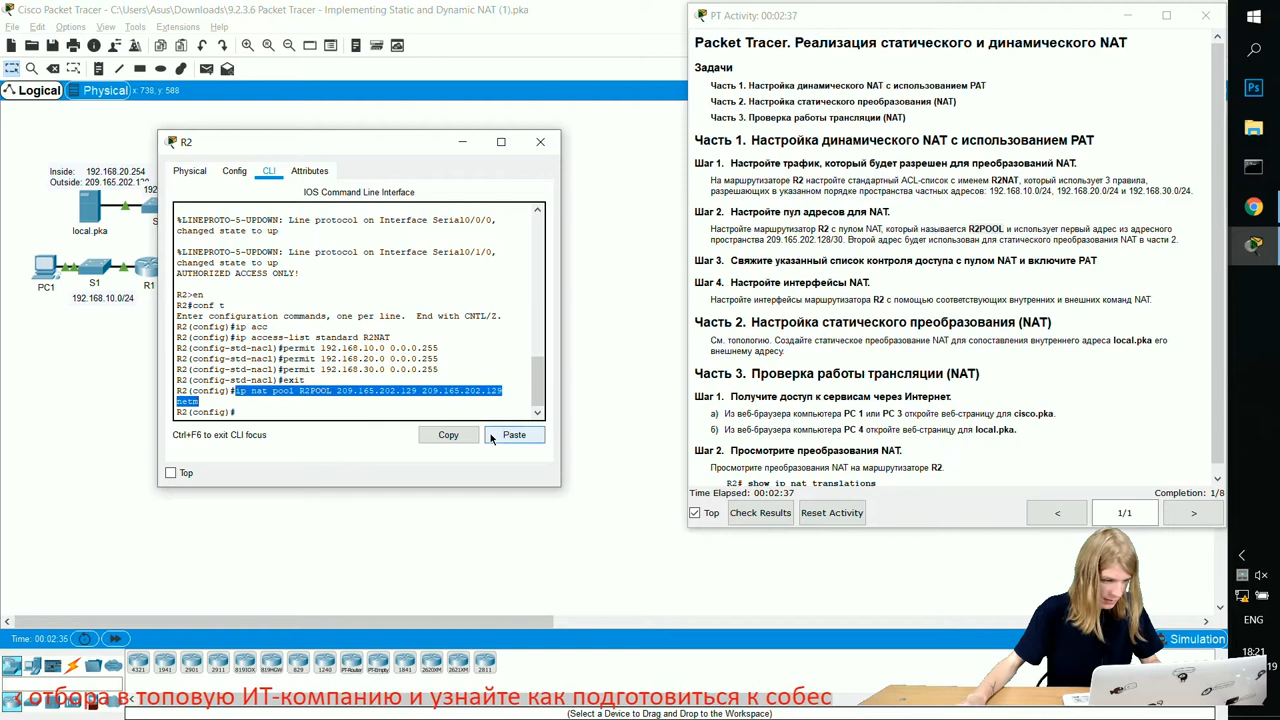 Cisco Packet Tracer - C:\Users\Asus\Downloads\9.2.3.6 Packet Tracer - Implementing Static and Dynamic NAT (1).pka
File Edit Options View Tools Extensions Help
Logical Physical x: 738, y: 588
Inside: 192.168.20.254
Outside: 209.165.202.13
192
local.pka
PC1
S1
R1
192.168.10.0/24
R2
Physical Config CLI Attributes
IOS Command Line Interface
%LINEPROTO-5-UPDOWN: Line protocol on Interface Serial0/0/0,
changed state to up
%LINEPROTO-5-UPDOWN: Line protocol on Interface Serial0/1/0,
changed state to up
AUTHORIZED ACCESS ONLY!
R2>en
R2#conf t
Enter configuration commands, one per line. End with CNTL/Z.
R2(config)#ip acc
R2(config)#ip access-list standard R2NAT
R2(config-std-nacl)#permit 192.168.10.0 0.0.0.255
R2(config-std-nacl)#permit 192.168.20.0 0.0.0.255
R2(config-std-nacl)#permit 192.168.30.0 0.0.0.255
R2(config-std-nacl)#exit
R2(config)#ip nat pool R2POOL 209.165.202.129 209.165.202.129
netm
R2(config)#
Ctrl+F6 to exit CLI focus
Copy
Paste
Top
PT Activity: 00:02:37
Packet Tracer. Реализация статического и динамического NAT
Задачи
Часть 1. Настройка динамического NAT с использованием PAT
Часть 2. Настройка статического преобразования (NAT)
Часть 3. Проверка работы трансляции (NAT)
Часть 1. Настройка динамического NAT с использованием PAT
Шаг 1. Настройте трафик, который будет разрешен для преобразований NAT.
На маршрутизаторе R2 настройте стандартный ACL-список с именем R2NAT, который использует 3 правила,
разрешающих в указанном порядке пространства частных адресов: 192.168.10.0/24, 192.168.20.0/24 и 192.168.30.0/24.
Шаг 2. Настройте пул адресов для NAT.
Настройте маршрутизатор R2 с пулом NAT, который называется R2POOL и использует первый адрес из адресного
пространства 209.165.202.128/30. Второй адрес будет использован для статического преобразования NAT в части 2.
Шаг 3. Свяжите указанный список контроля доступа с пулом NAT и включите PAT
Шаг 4. Настройте интерфейсы NAT.
Настройте интерфейсы маршрутизатора R2 с помощью соответствующих внутренних и внешних команд NAT.
Часть 2. Настройка статического преобразования (NAT)
См. топологию. Создайте статическое преобразование NAT для сопоставления внутреннего адреса local.pka его
внешнему адресу.
Часть 3. Проверка работы трансляции (NAT)
Шаг 1. Получите доступ к сервисам через Интернет.
а) Из веб-браузера компьютера PC 1 или PC 3 откройте веб-страницу для cisco.pka.
б) Из веб-браузера компьютера PC 4 откройте веб-страницу для local.pka.
Шаг 2. Просмотрите преобразования NAT.
Просмотрите преобразования NAT на маршрутизаторе R2.
R2# show ip nat translations
Time Elapsed: 00:02:37 Completion: 1/8
Top Check Results Reset Activity < 1/1 >
Ps
ENG
18:21
Time: 00:02:35
Simulation
4321 1941 2901 2911 819IOX 819HGW 829 1240 PT-Router PT-Empty 1841 2620XM 2621XM 2811
отбора в топовую ИТ-компанию и узнайте как подготовиться к собес
(Select a Device to Drag and Drop to the Workspace)